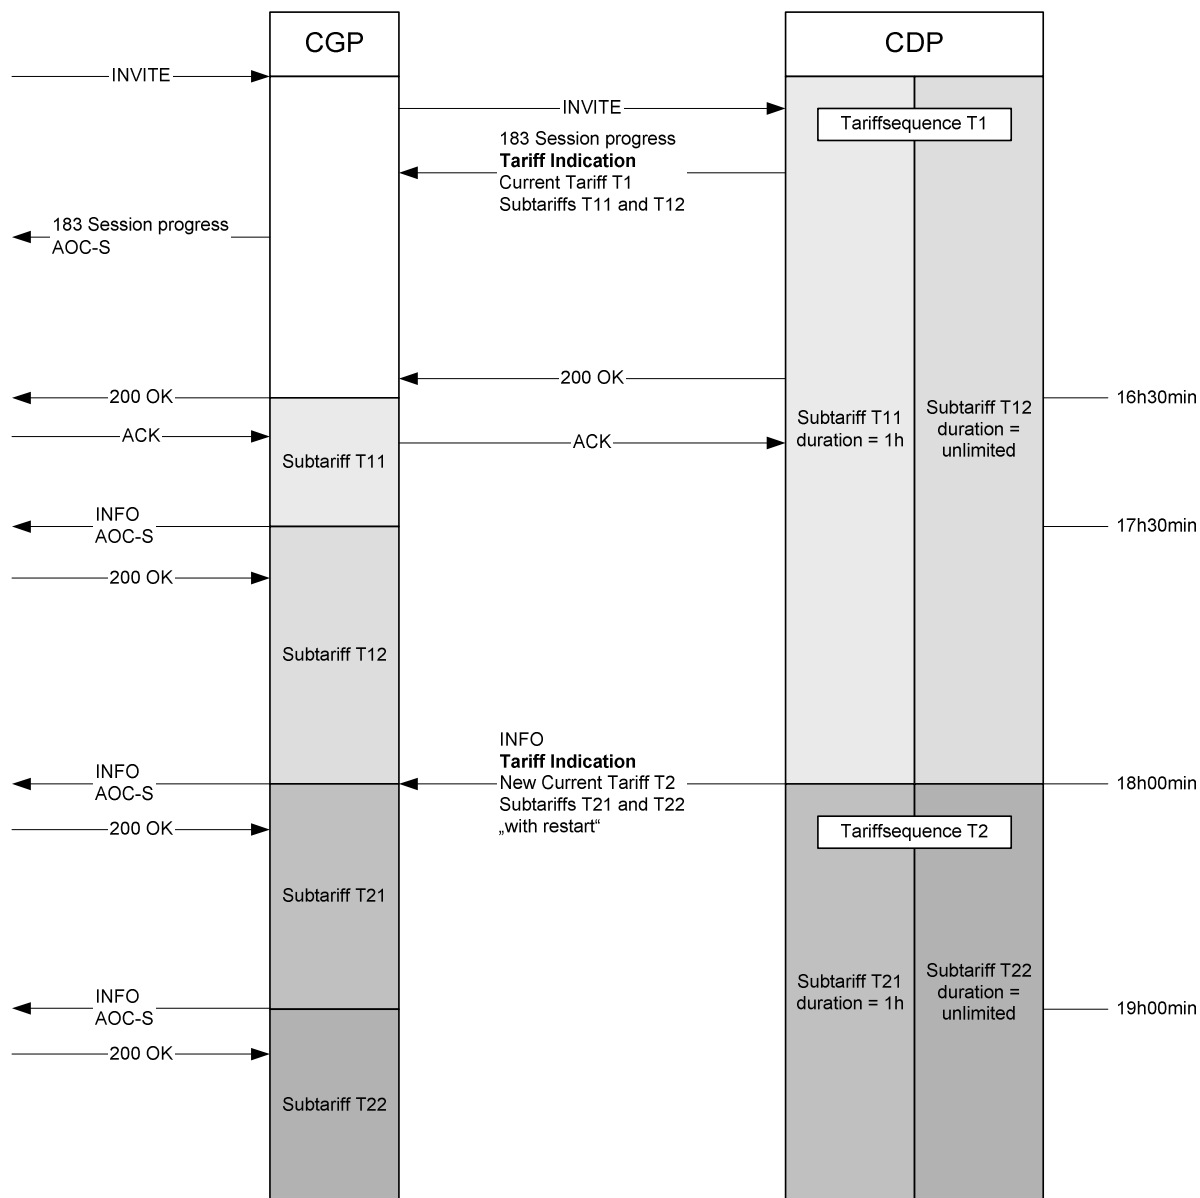 CGP
CDP
INVITE
INVITE
Tariffsequence T1
183 Session progress
Tariff Indication
Current Tariff T1
Subtariffs T11 and T12
183 Session progress
AOC-S
200 OK
200 OK
16h30min
Subtariff T11
duration = 1h
Subtariff T12
duration =
unlimited
ACK
ACK
Subtariff T11
INFO
AOC-S
17h30min
200 OK
Subtariff T12
INFO
Tariff Indication
New Current Tariff T2
Subtariffs T21 and T22
„with restart“
INFO
AOC-S
18h00min
200 OK
Tariffsequence T2
Subtariff T21
Subtariff T21
duration = 1h
Subtariff T22
duration =
unlimited
INFO
AOC-S
19h00min
200 OK
Subtariff T22